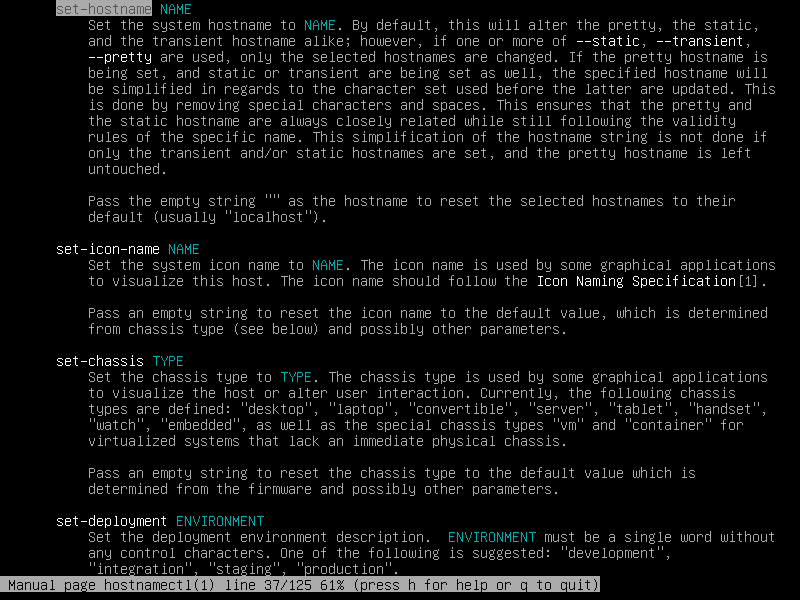 set-hostname NAME
Set the system hostname to NAME. By default, this will alter the pretty, the static,
and the transient hostname alike; however, if one or more of --static, --transient,
--pretty are used, only the selected hostnames are changed. If the pretty hostname is
being set, and static or transient are being set as well, the specified hostname will
be simplified in regards to the character set used before the latter are updated. This
is done by removing special characters and spaces. This ensures that the pretty and
the static hostname are always closely related while still following the validity
rules of the specific name. This simplification of the hostname string is not done if
only the transient and/or static hostnames are set, and the pretty hostname is left
untouched.
Pass the empty string "" as the hostname to reset the selected hostnames to their
default (usually "localhost").
set-icon-name NAME
Set the system icon name to NAME. The icon name is used by some graphical applications
to visualize this host. The icon name should follow the Icon Naming Specification[1].
Pass an empty string to reset the icon name to the default value, which is determined
from chassis type (see below) and possibly other parameters.
set-chassis TYPE
Set the chassis type to TYPE. The chassis type is used by some graphical applications
to visualize the host or alter user interaction. Currently, the following chassis
types are defined: "desktop", "laptop", "convertible", "server", "tablet", "handset",
"watch", "embedded", as well as the special chassis types "vm" and "container" for
virtualized systems that lack an immediate physical chassis.
Pass an empty string to reset the chassis type to the default value which is
determined from the firmware and possibly other parameters.
set-deployment ENVIRONMENT
Set the deployment environment description.  ENVIRONMENT must be a single word without
any control characters. One of the following is suggested: "development",
"integration", "staging", "production".
Manual page hostnamectl(1) line 37/125 61% (press h for help or q to quit)